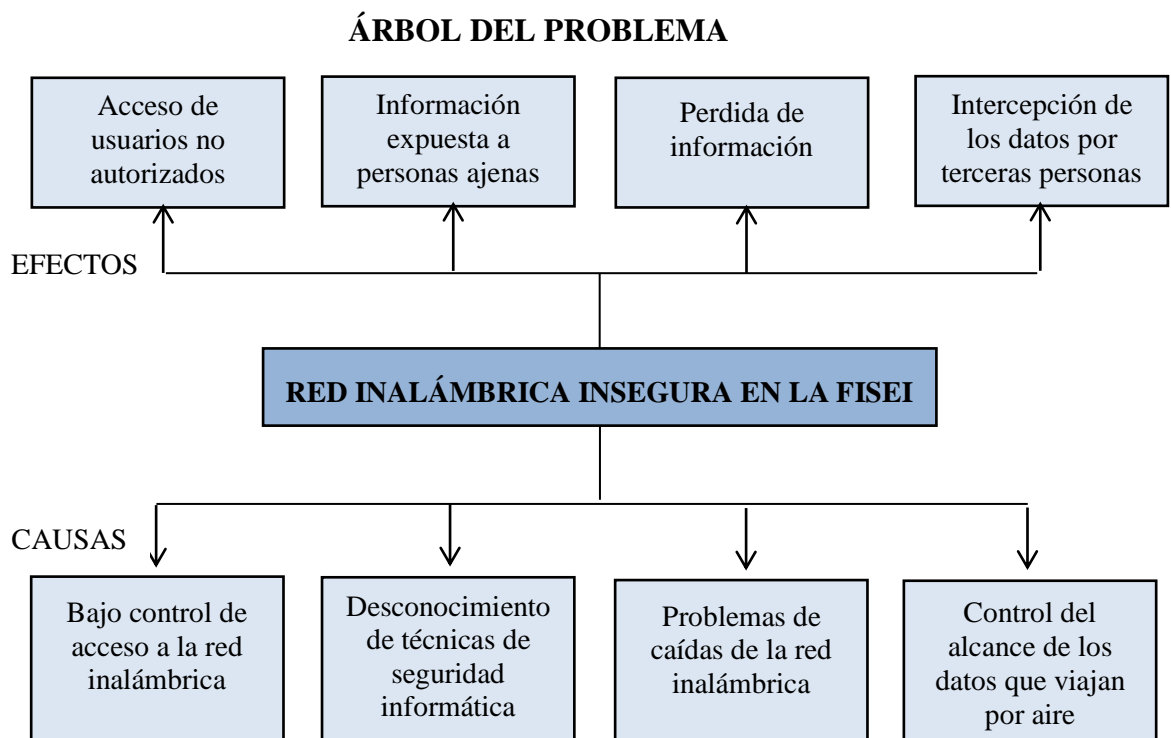 ÁRBOL DEL PROBLEMA
Acceso de
usuarios no
autorizados
Información
expuesta a
personas ajenas
Perdida de
información
Intercepción de
los datos por
terceras personas
EFECTOS
RED INALÁMBRICA INSEGURA EN LA FISEI
CAUSAS
Bajo control de
acceso a la red
inalámbrica
Desconocimiento
de técnicas de
seguridad
informática
Problemas de
caídas de la red
inalámbrica
Control del
alcance de los
datos que viajan
por aire